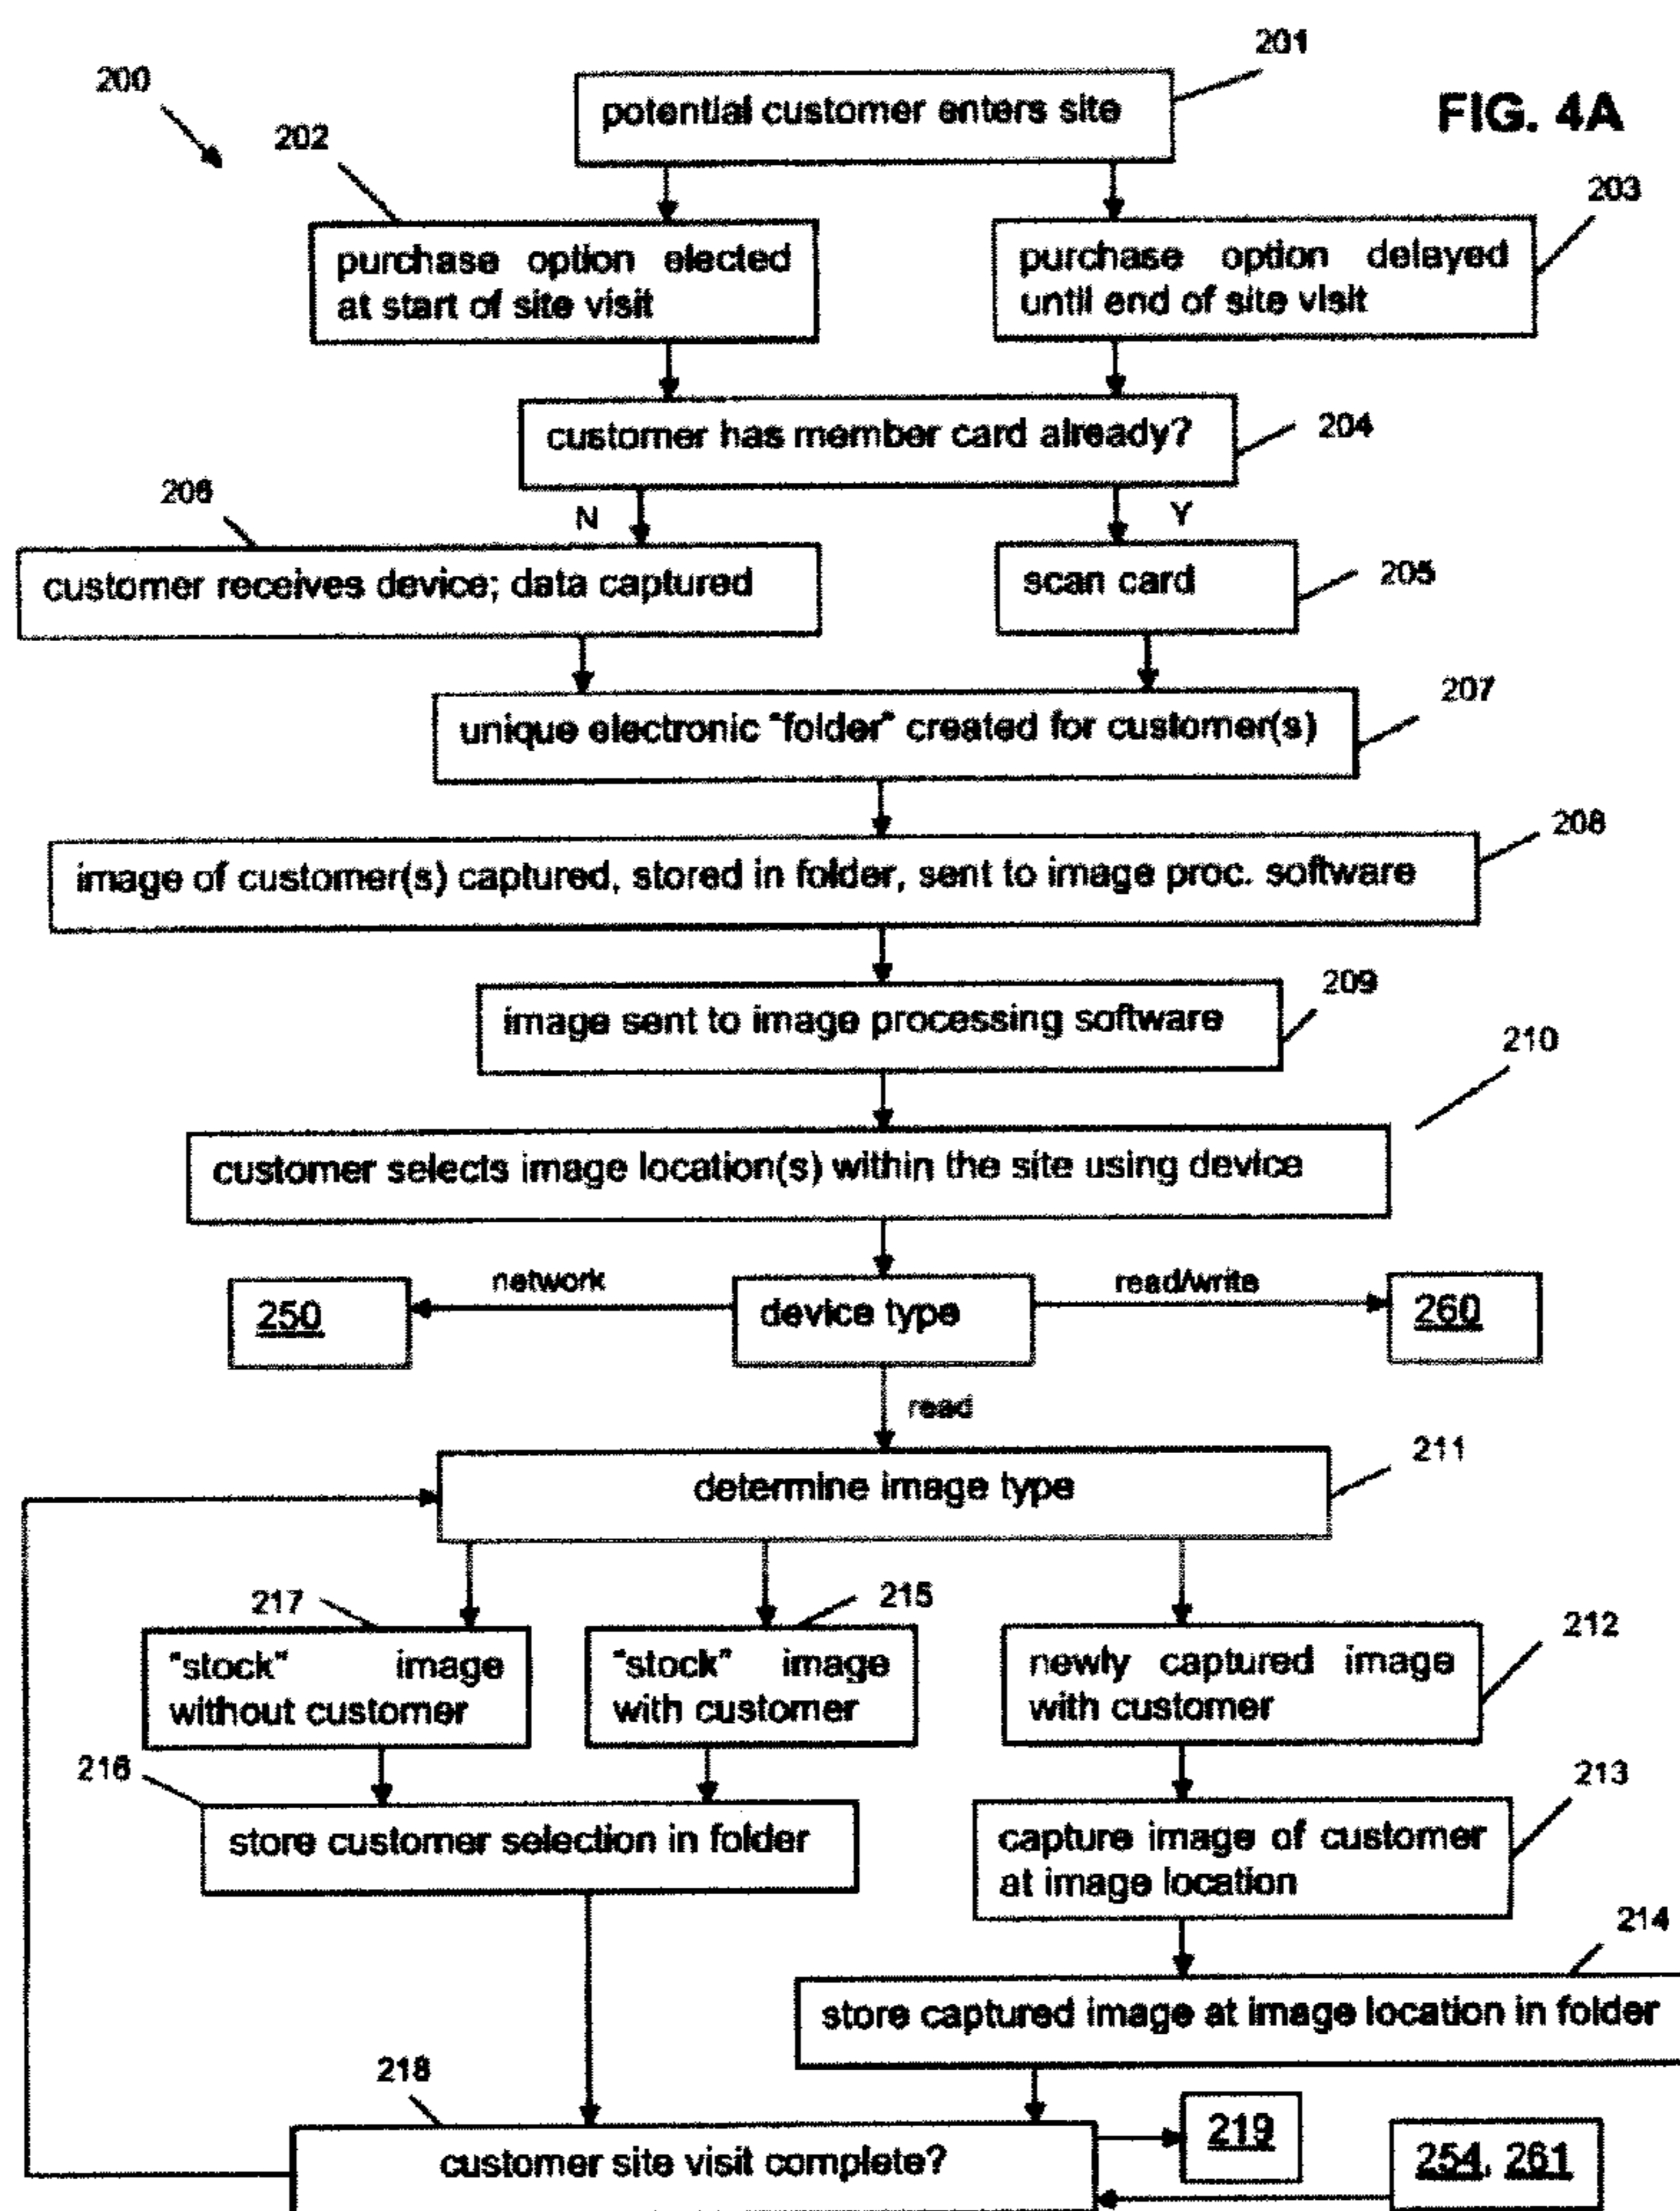 201
200
potential customer enters site
FIG. 4A
202
203
purchase option elected
at start of site visit
purchase option delayed
until end of site visit
customer has member card already?
204
206
N
Y
customer receives device; data captured
scan card
205
207
unique electronic "folder" created for customer(s)
208
image of customer(s) captured, stored in folder, sent to image proc. software
209
image sent to image processing software
210
customer selects image location(s) within the site using device
250
network
device type
read/write
260
read
211
determine image type
217
215
212
"stock" image
without customer
"stock" image
with customer
newly captured image
with customer
216
213
store customer selection in folder
capture image of customer
at image location
214
store captured image at image location in folder
218
219
customer site visit complete?
254, 261